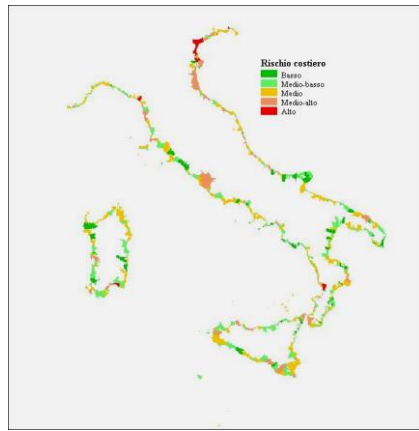 Rischio costiero
Basso
Medio-basso
Medio
Medio-alto
Alto